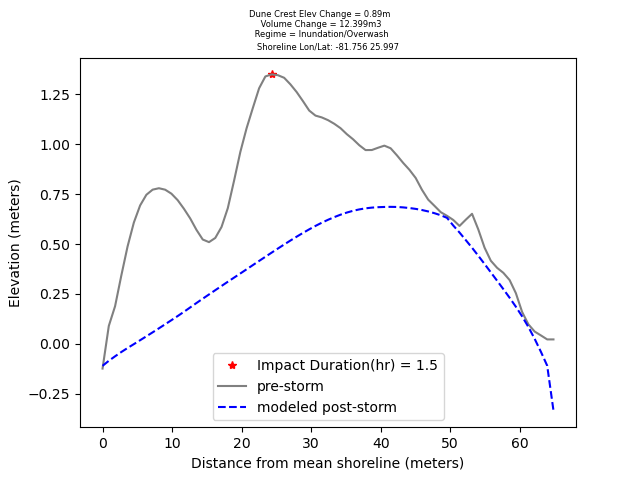 Dune Crest Elev Change = 0.89m
Volume Change = 12.399m3
Regime = Inundation/Overwash
Shoreline Lon/Lat: -81.756 25.997
1.25
1.00
0.75
0.50
0.25
0.00
−0.25
Elevation (meters)
Impact Duration(hr) = 1.5
pre-storm
modeled post-storm
0 10 20 30 40 50 60
Distance from mean shoreline (meters)